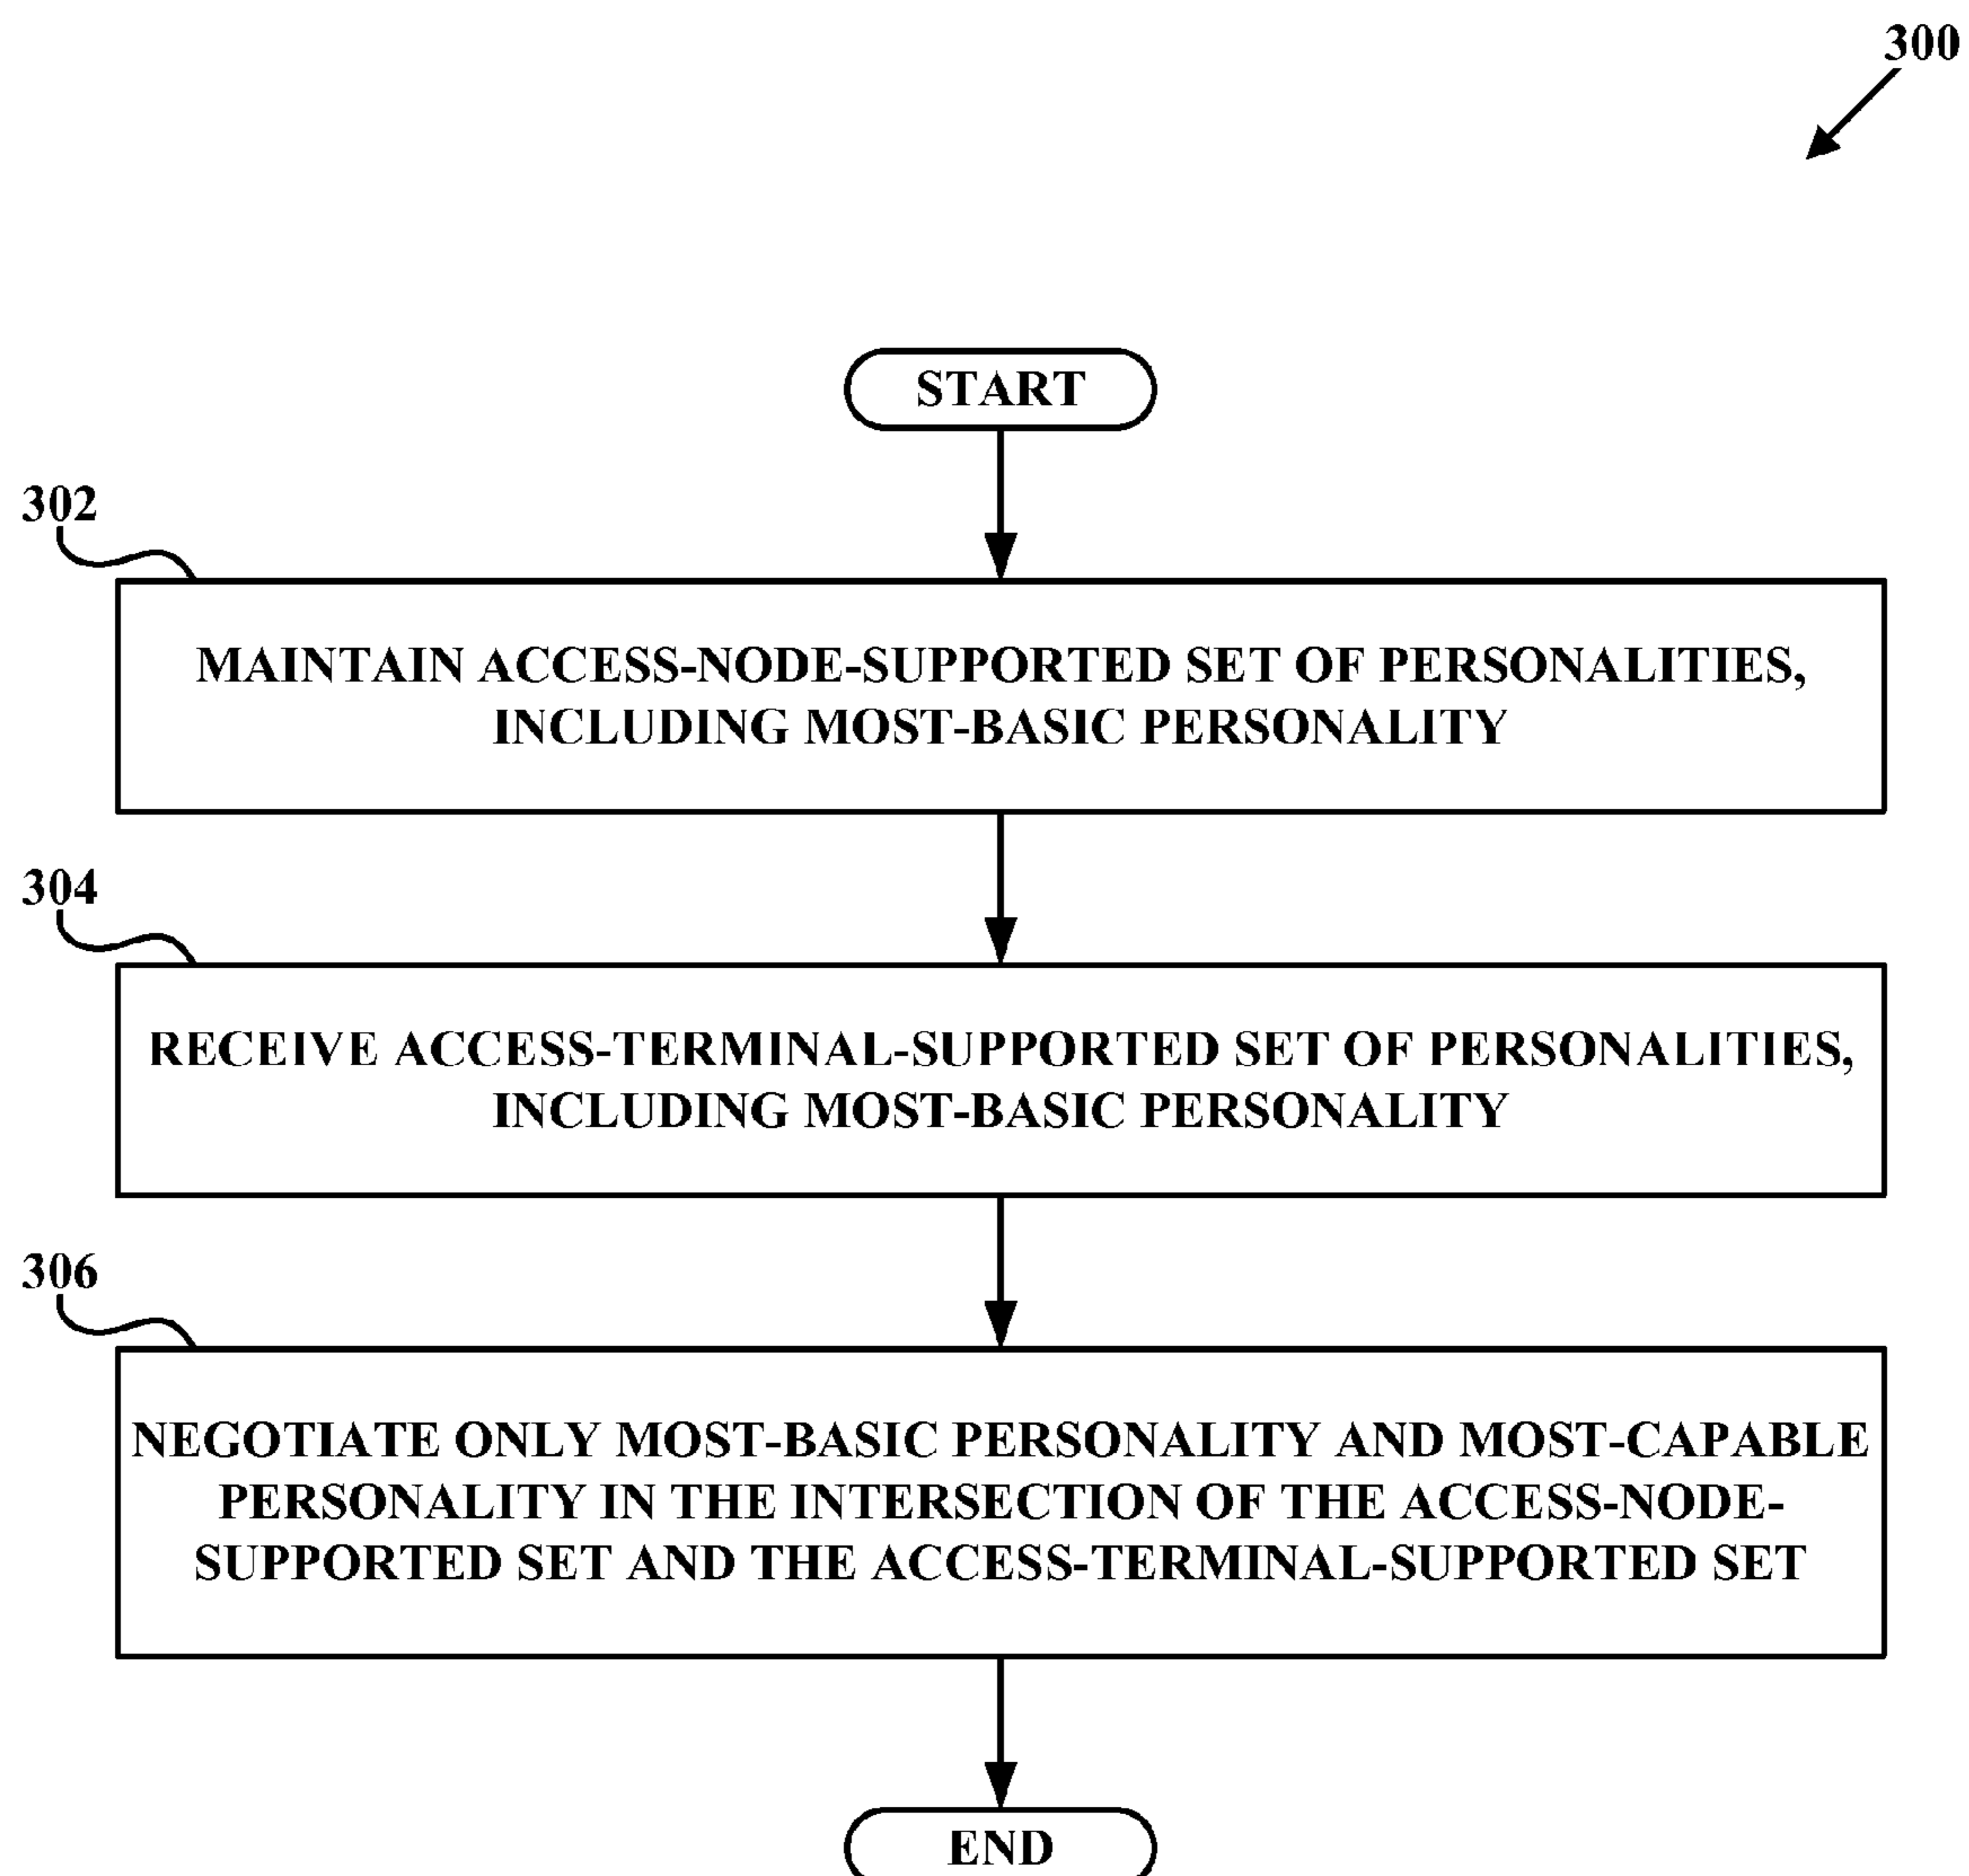 300
START
302
MAINTAIN ACCESS-NODE-SUPPORTED SET OF PERSONALITIES,
INCLUDING MOST-BASIC PERSONALITY
304
RECEIVE ACCESS-TERMINAL-SUPPORTED SET OF PERSONALITIES,
INCLUDING MOST-BASIC PERSONALITY
306
NEGOTIATE ONLY MOST-BASIC PERSONALITY AND MOST-CAPABLE
PERSONALITY IN THE INTERSECTION OF THE ACCESS-NODE-
SUPPORTED SET AND THE ACCESS-TERMINAL-SUPPORTED SET
END